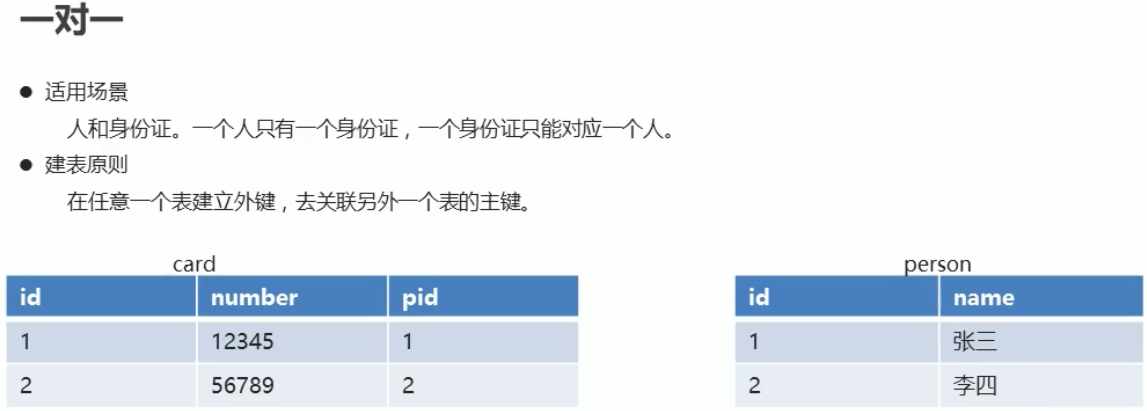 一对一
● 适用场景
人和身份证。一个人只有一个身份证，一个身份证只能对应一个人。
● 建表原则
在任意一个表建立外键，去关联另外一个表的主键。
card person
id number pid id name
1 12345 1 1 张三
2 56789 2 2 李四